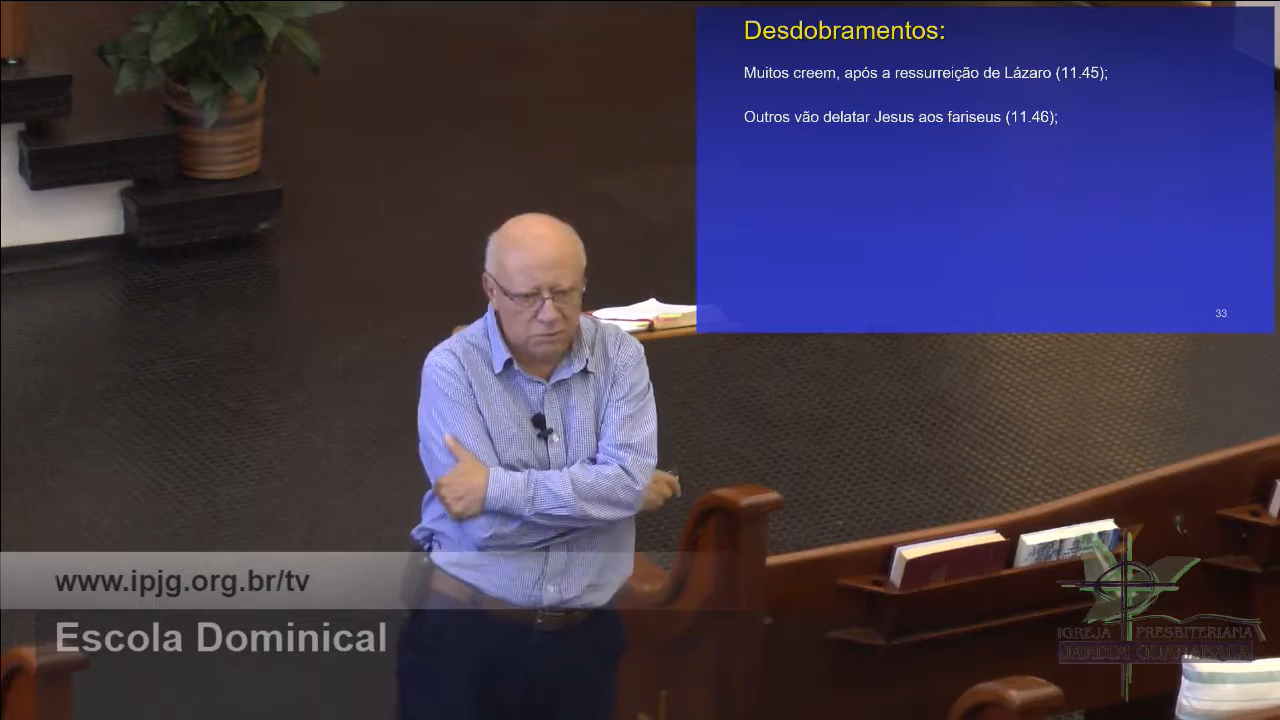 Desdobramentos:
Muitos creem, após a ressurreição de Lázaro (11.45);
Outros vão delatar Jesus aos fariseus (11.46);
33
www.ipjg.org.br/tv
Escola Dominical
IGREJA PRESBITERIANA
JARDIM GUANABARA